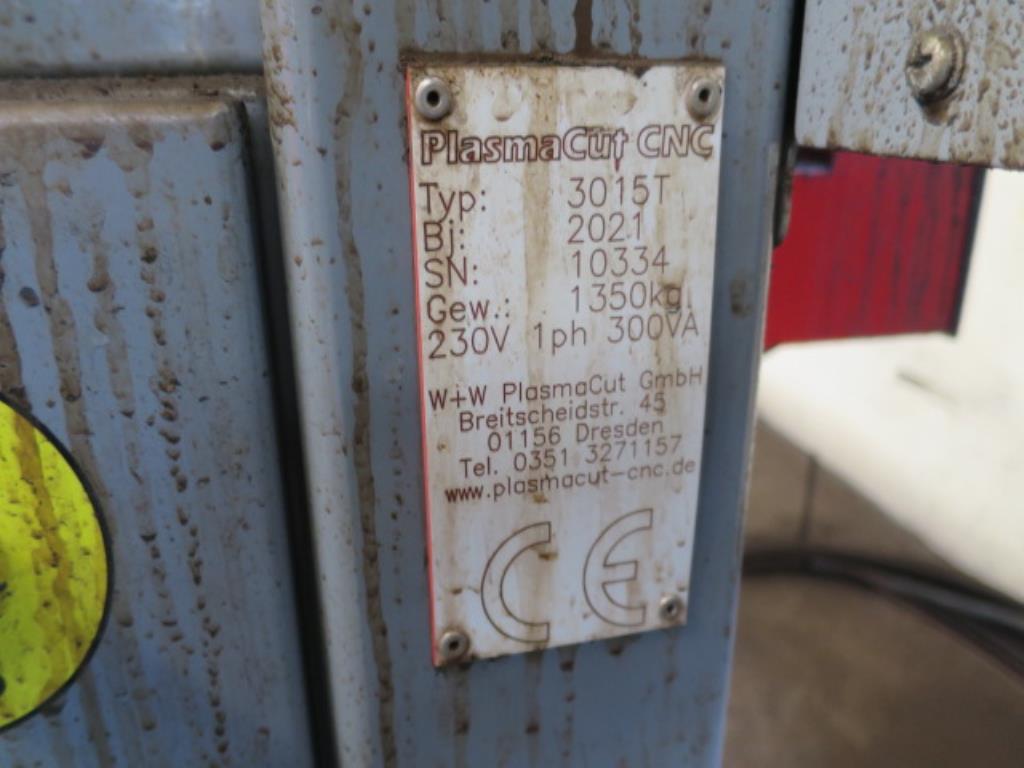 PlasmaCut CNC
Typ: 3015T
Bj.: 2021
SN: 10334
Gew.: 1350kg
230V 1ph 300VA
W+W PlasmaCut GmbH
Breitscheidstr. 45
01156 Dresden
Tel. 0351 3271157
www.plasmacut-cnc.de
CE